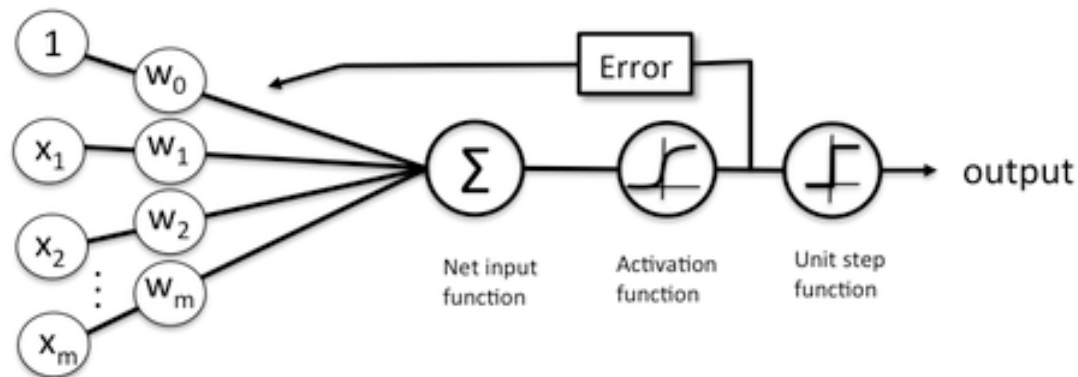 1
w0
Error
x1
w1
Σ
output
x2
w2
⋮
wm
xm
Net input
function
Activation
function
Unit step
function